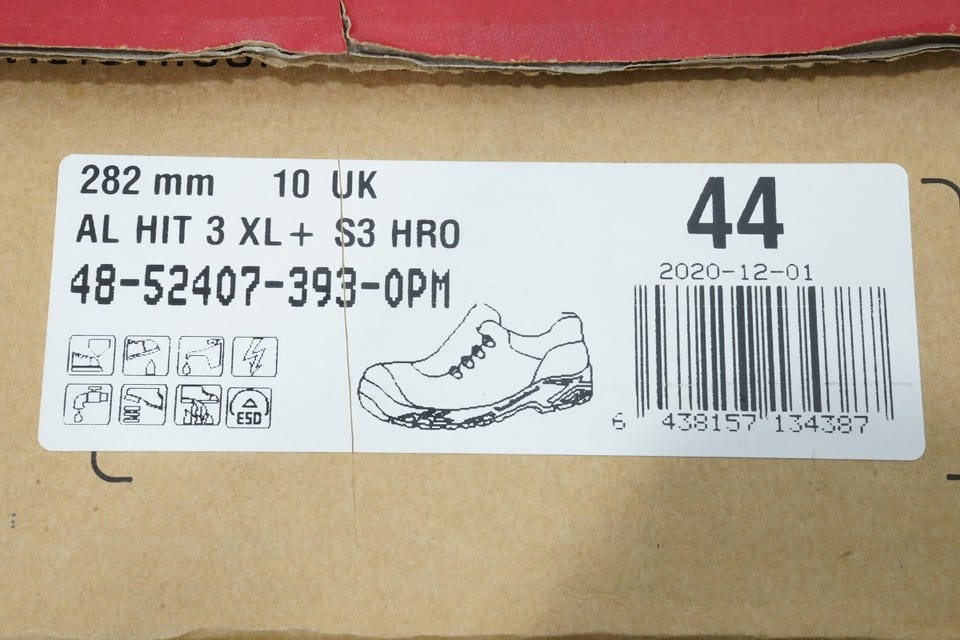 282 mm 10 UK
AL HIT 3 XL+ S3 HRO
48-52407-393-0PM
44
2020-12-01
ESD
6 438157 134387